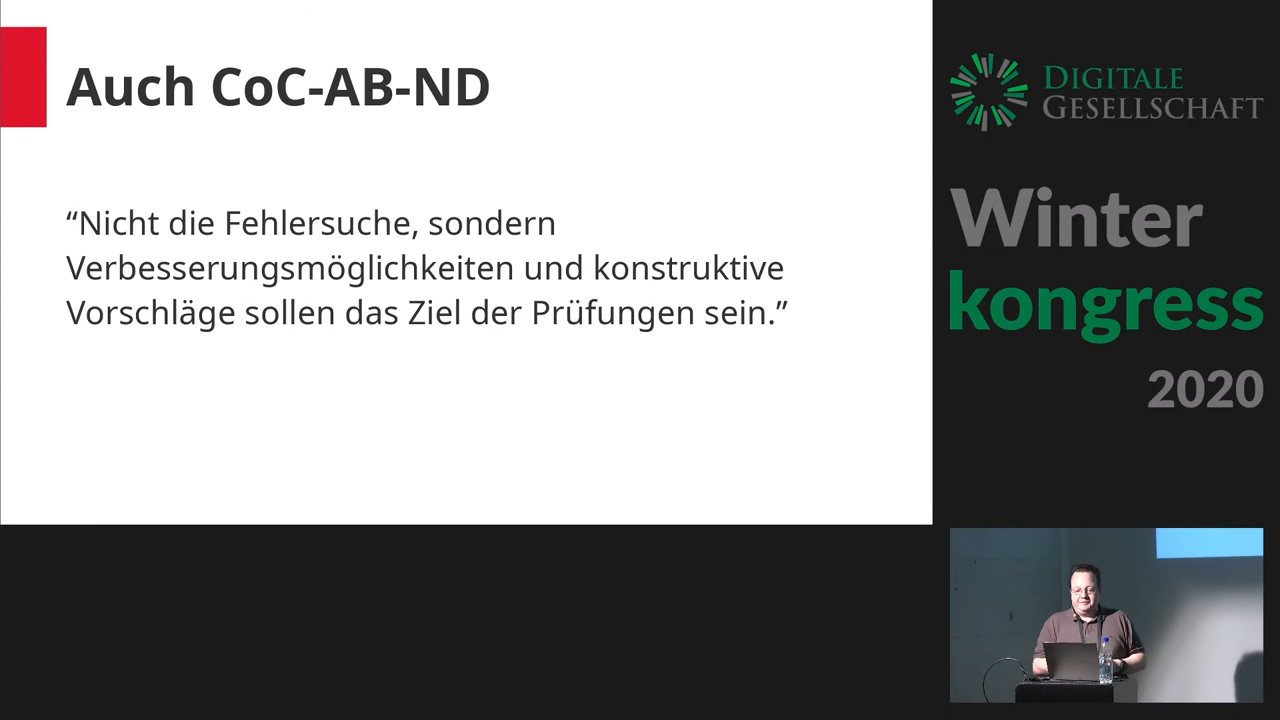 Auch CoC-AB-ND
“Nicht die Fehlersuche, sondern
Verbesserungsmöglichkeiten und konstruktive
Vorschläge sollen das Ziel der Prüfungen sein.”
DIGITALE
GESELLSCHAFT
Winter
kongress
2020